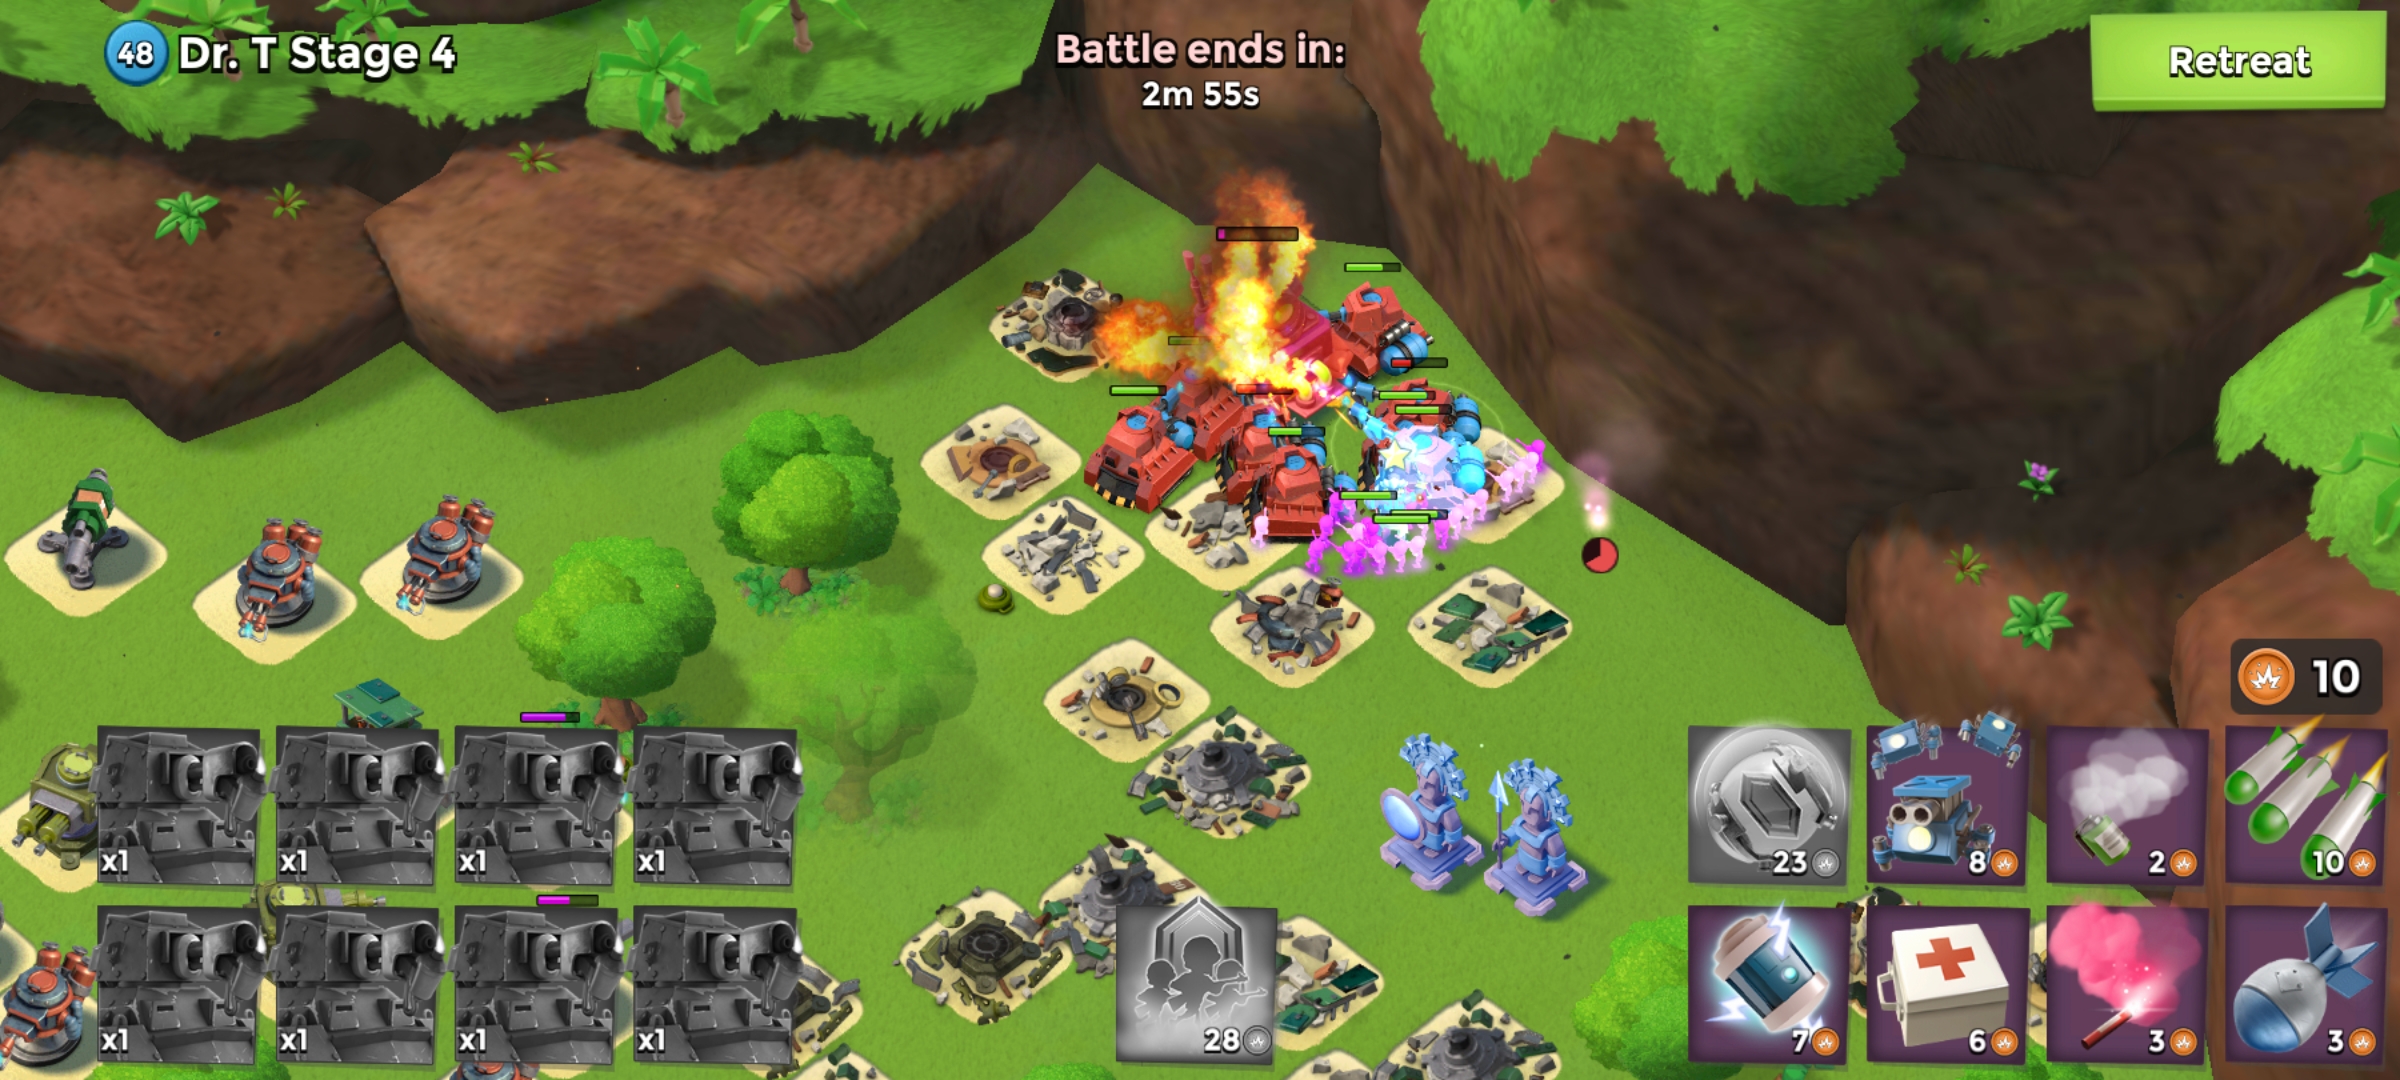 48 Dr. T Stage 4
Battle ends in:
2m 55s
Retreat
10
x1 x1 x1 x1
23 8 2 10
x1 x1 x1 x1
28
7 6 3 3